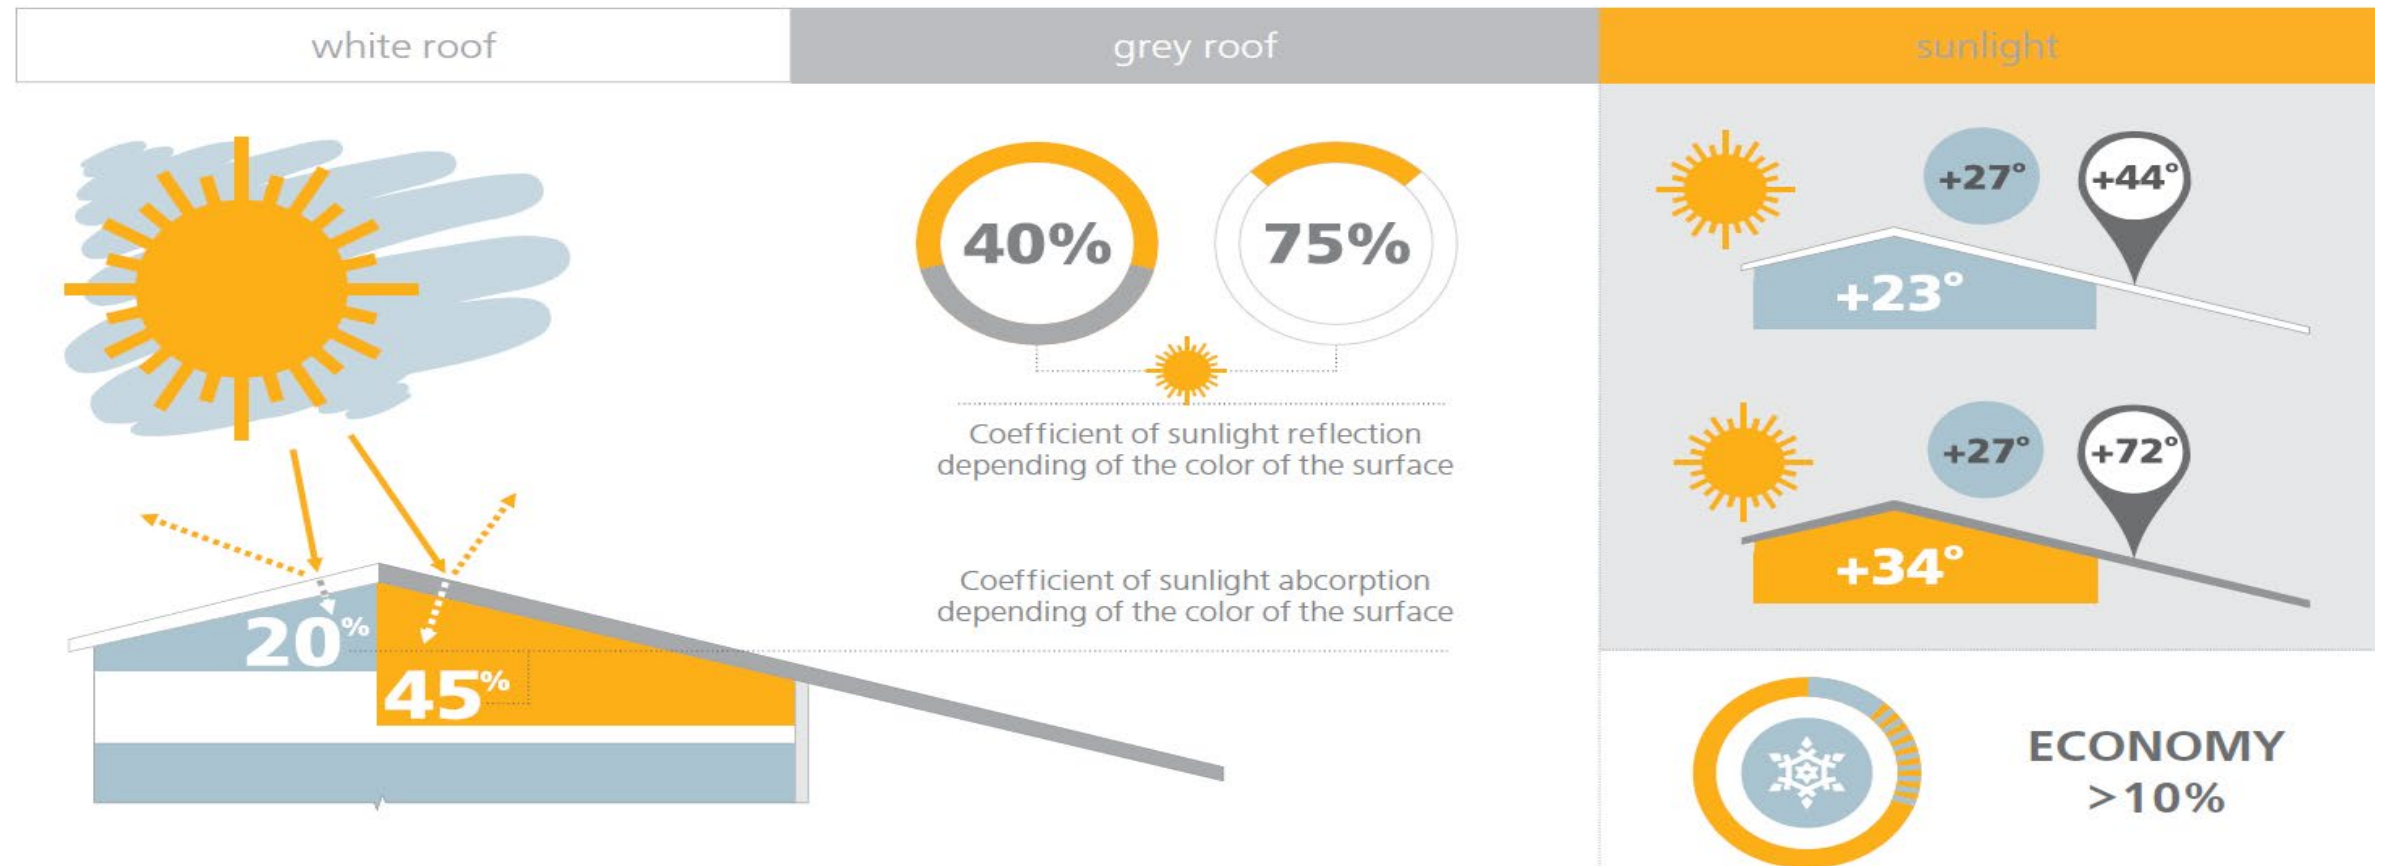 white roof
grey roof
sunlight
40%
75%
Coefficient of sunlight reflection
depending of the color of the surface
Coefficient of sunlight abcorption
depending of the color of the surface
20%
45%
+27°
+44°
+23°
+27°
+72°
+34°
ECONOMY
>10%